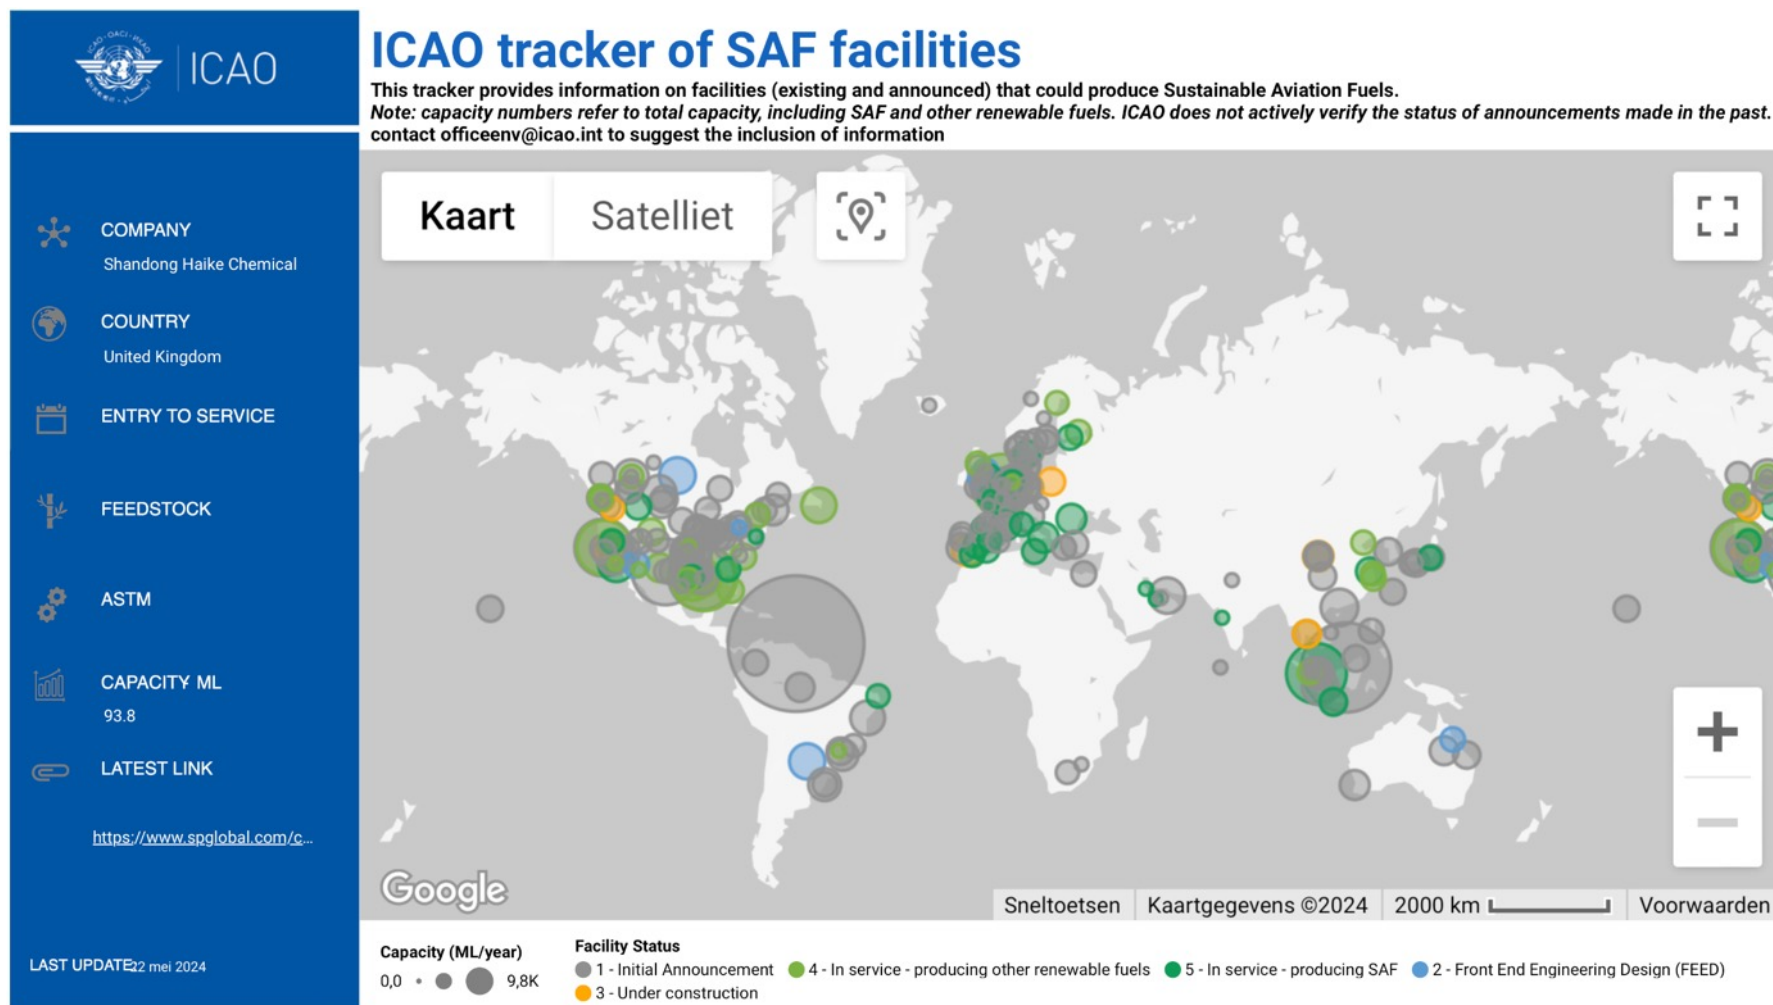 ICAO · OACI · ИКАО
ICAO
ICAO tracker of SAF facilities
This tracker provides information on facilities (existing and announced) that could produce Sustainable Aviation Fuels.
Note: capacity numbers refer to total capacity, including SAF and other renewable fuels. ICAO does not actively verify the status of announcements made in the past.
contact officeenv@icao.int to suggest the inclusion of information
COMPANY
Shandong Haike Chemical
COUNTRY
United Kingdom
ENTRY TO SERVICE
FEEDSTOCK
ASTM
CAPACITY ML
93.8
LATEST LINK
https://www.spglobal.com/c...
LAST UPDATE: 22 mei 2024
Kaart
Satelliet
Google
Sneltoetsen
Kaartgegevens ©2024
2000 km
Voorwaarden
Capacity (ML/year)
0,0
9,8K
Facility Status
1 - Initial Announcement
4 - In service - producing other renewable fuels
5 - In service - producing SAF
2 - Front End Engineering Design (FEED)
3 - Under construction